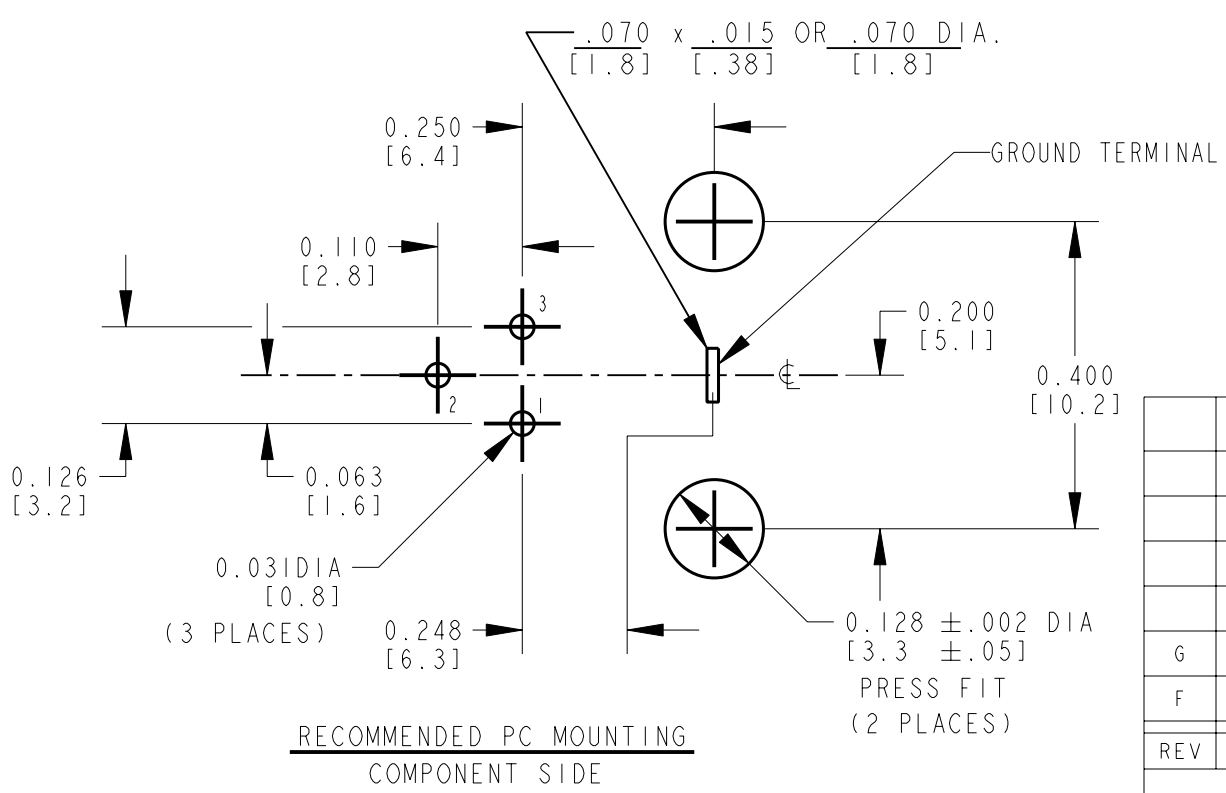 .070 x .015 OR .070 DIA.
[1.8] [.38] [1.8]
0.250
[6.4]
GROUND TERMINAL
0.110
[2.8]
3
0.200
[5.1]
℄
0.400
[10.2]
2
1
0.126
[3.2]
0.063
[1.6]
0.031DIA
[0.8]
(3 PLACES)
0.248
[6.3]
0.128 ±.002 DIA
[3.3 ±.05]
PRESS FIT
(2 PLACES)
G
F
REV
RECOMMENDED PC MOUNTING
COMPONENT SIDE